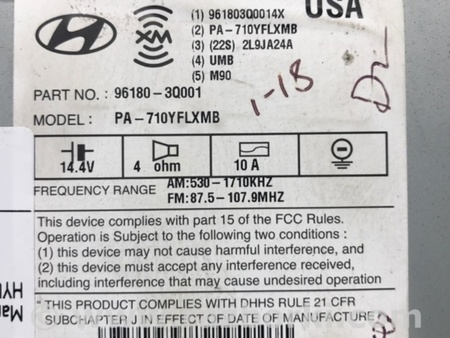 USA
XM
(1) 961803Q0014X
(2) PA-710YFLXMB
(3) (22S) 2L9JA24A
(4) UMB
(5) M90
PART NO. : 96180-3Q001
1-18
MODEL : PA-710YFLXMB
14.4V
4 ohm
10 A
FREQUENCY RANGE
AM:530-1710KHZ
FM:87.5-107.9MHZ
This device complies with part 15 of the FCC Rules.
Operation is Subject to the following two conditions:
(1) this device may not cause harmful interference, and
(2) this device must accept any interference received,
including interference that may cause undesired operation
"THIS PRODUCT COMPLIES WITH DHHS RULE 21 CFR
SUBCHAPTER J IN EFFECT OF DATE OF MANUFACTURE"
Ma
HY